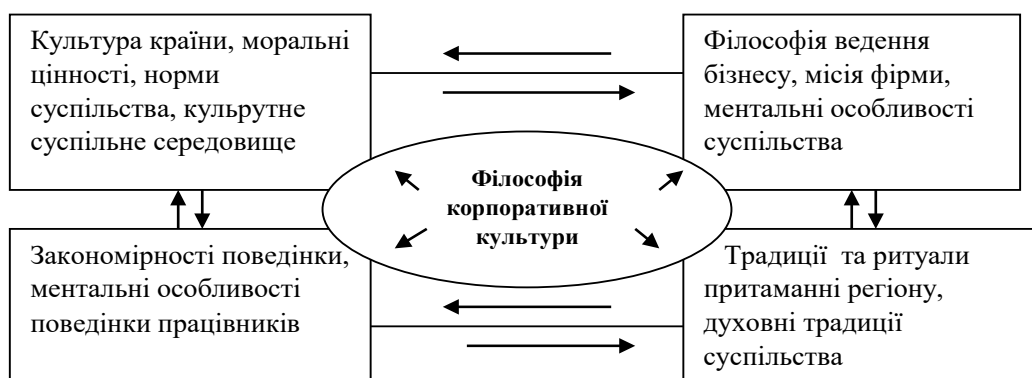 Культура країни, моральні
цінності, норми
суспільства, кульрутне
суспільне середовище
Філософія ведення
бізнесу, місія фірми,
ментальні особливості
суспільства
Філософія
корпоративної
культури
Закономірності поведінки,
ментальні особливості
поведінки працівників
Традиції та ритуали
притаманні регіону,
духовні традиції
суспільства